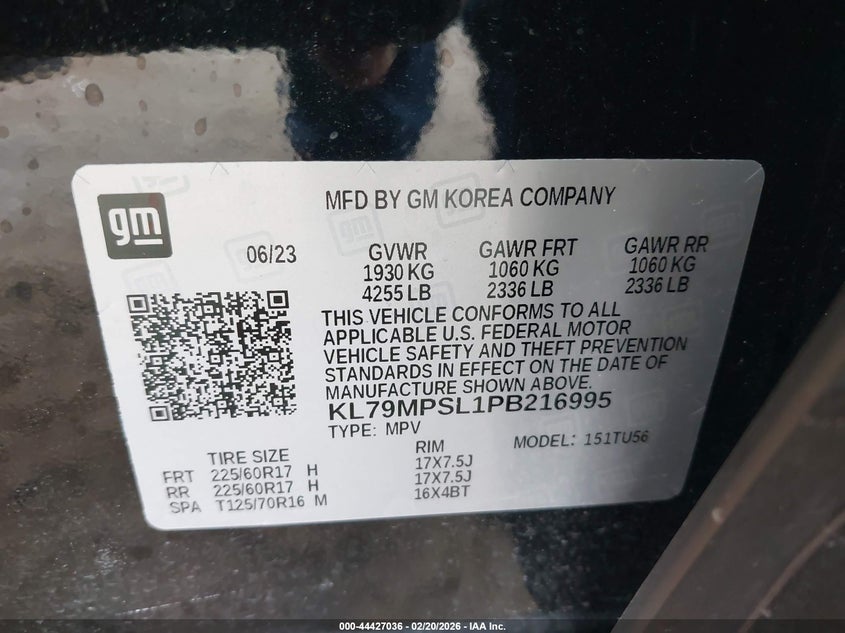 gm
MFD BY GM KOREA COMPANY
06/23
GVWR GAWR FRT GAWR RR
1930 KG 1060 KG 1060 KG
4255 LB 2336 LB 2336 LB
THIS VEHICLE CONFORMS TO ALL
APPLICABLE U.S. FEDERAL MOTOR
VEHICLE SAFETY AND THEFT PREVENTION
STANDARDS IN EFFECT ON THE DATE OF
MANUFACTURE SHOWN ABOVE.
KL79MPSL1PB216995
TYPE: MPV MODEL: 151TU56
TIRE SIZE RIM
FRT 225/60R17 H 17X7.5J
RR 225/60R17 H 17X7.5J
SPA T125/70R16 M 16X4BT
000-44427036 - 02/20/2026 - IAA Inc.